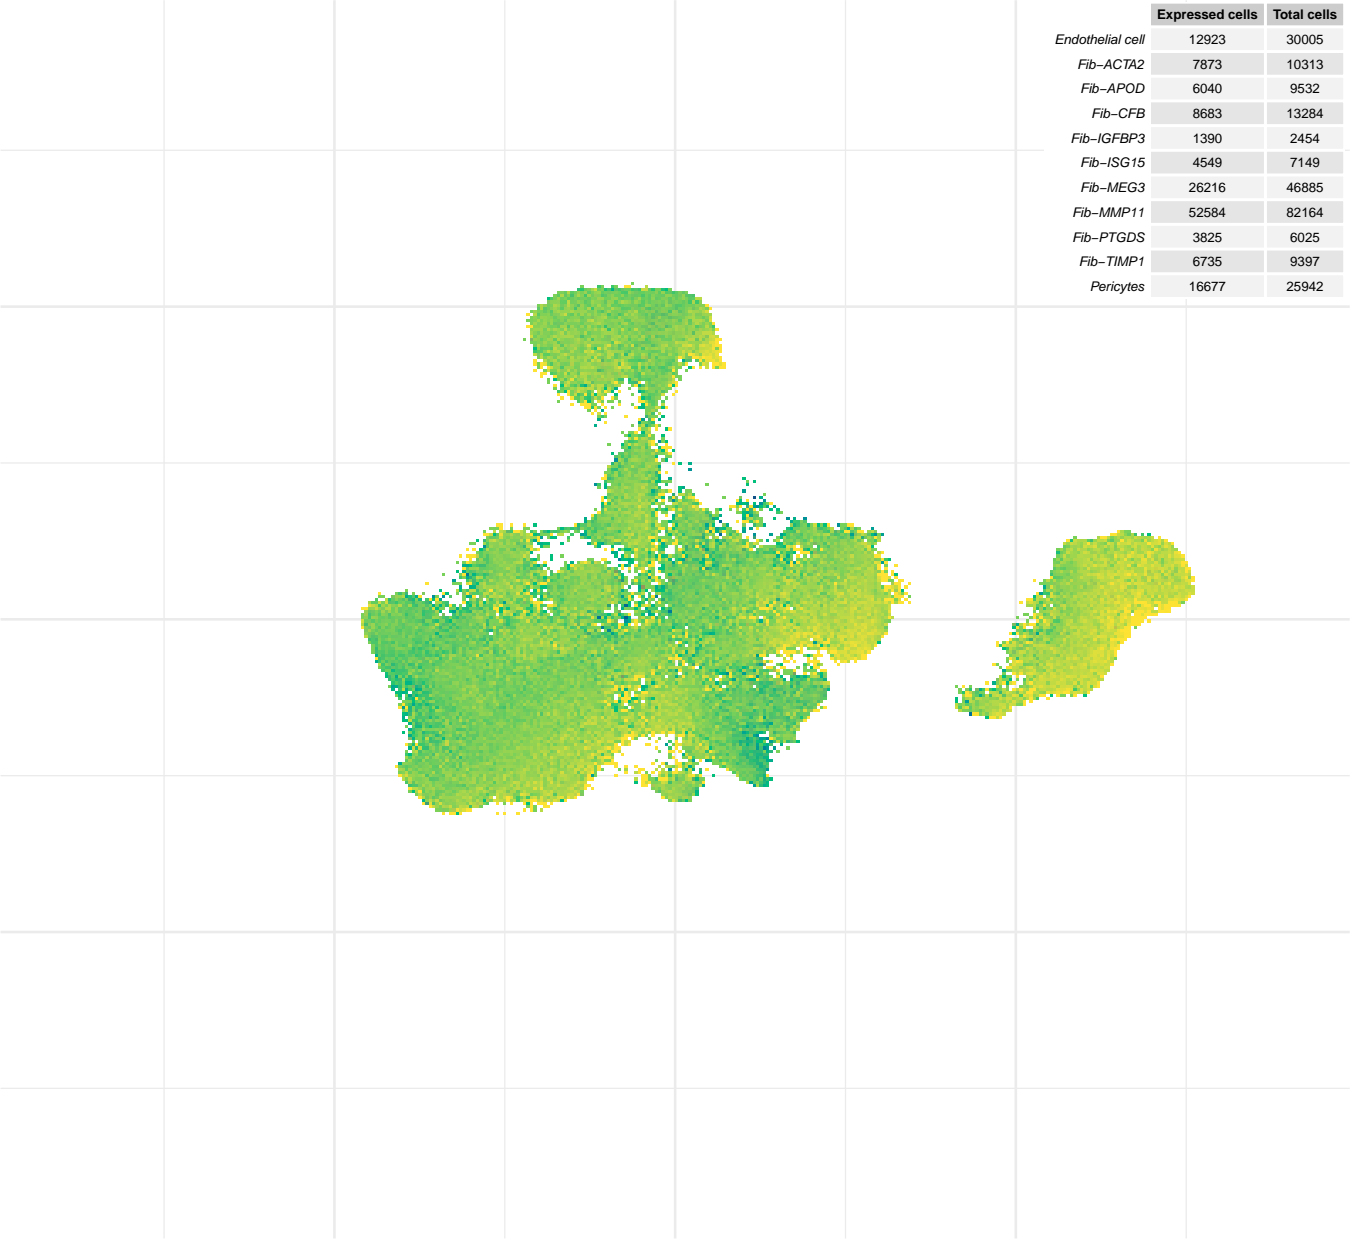 Expressed cells Total cells
Endothelial cell 12923 30005
Fib−ACTA2 7873 10313
Fib−APOD 6040 9532
Fib−CFB 8683 13284
Fib−IGFBP3 1390 2454
Fib−ISG15 4549 7149
Fib−MEG3 26216 46885
Fib−MMP11 52584 82164
Fib−PTGDS 3825 6025
Fib−TIMP1 6735 9397
Pericytes 16677 25942